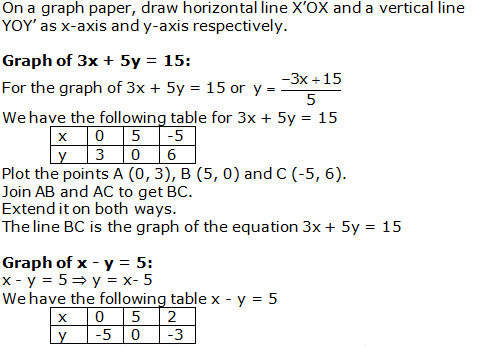 On a graph paper, draw horizontal line X'OX and a vertical line
YOY' as x-axis and y-axis respectively.
Graph of 3x + 5y = 15:
For the graph of 3x + 5y = 15 or y = (-3x + 15)/5
We have the following table for 3x + 5y = 15
x 0 5 -5
y 3 0 6
Plot the points A (0, 3), B (5, 0) and C (-5, 6).
Join AB and AC to get BC.
Extend it on both ways.
The line BC is the graph of the equation 3x + 5y = 15
Graph of x - y = 5:
x - y = 5 ⇒ y = x- 5
We have the following table x - y = 5
x 0 5 2
y -5 0 -3